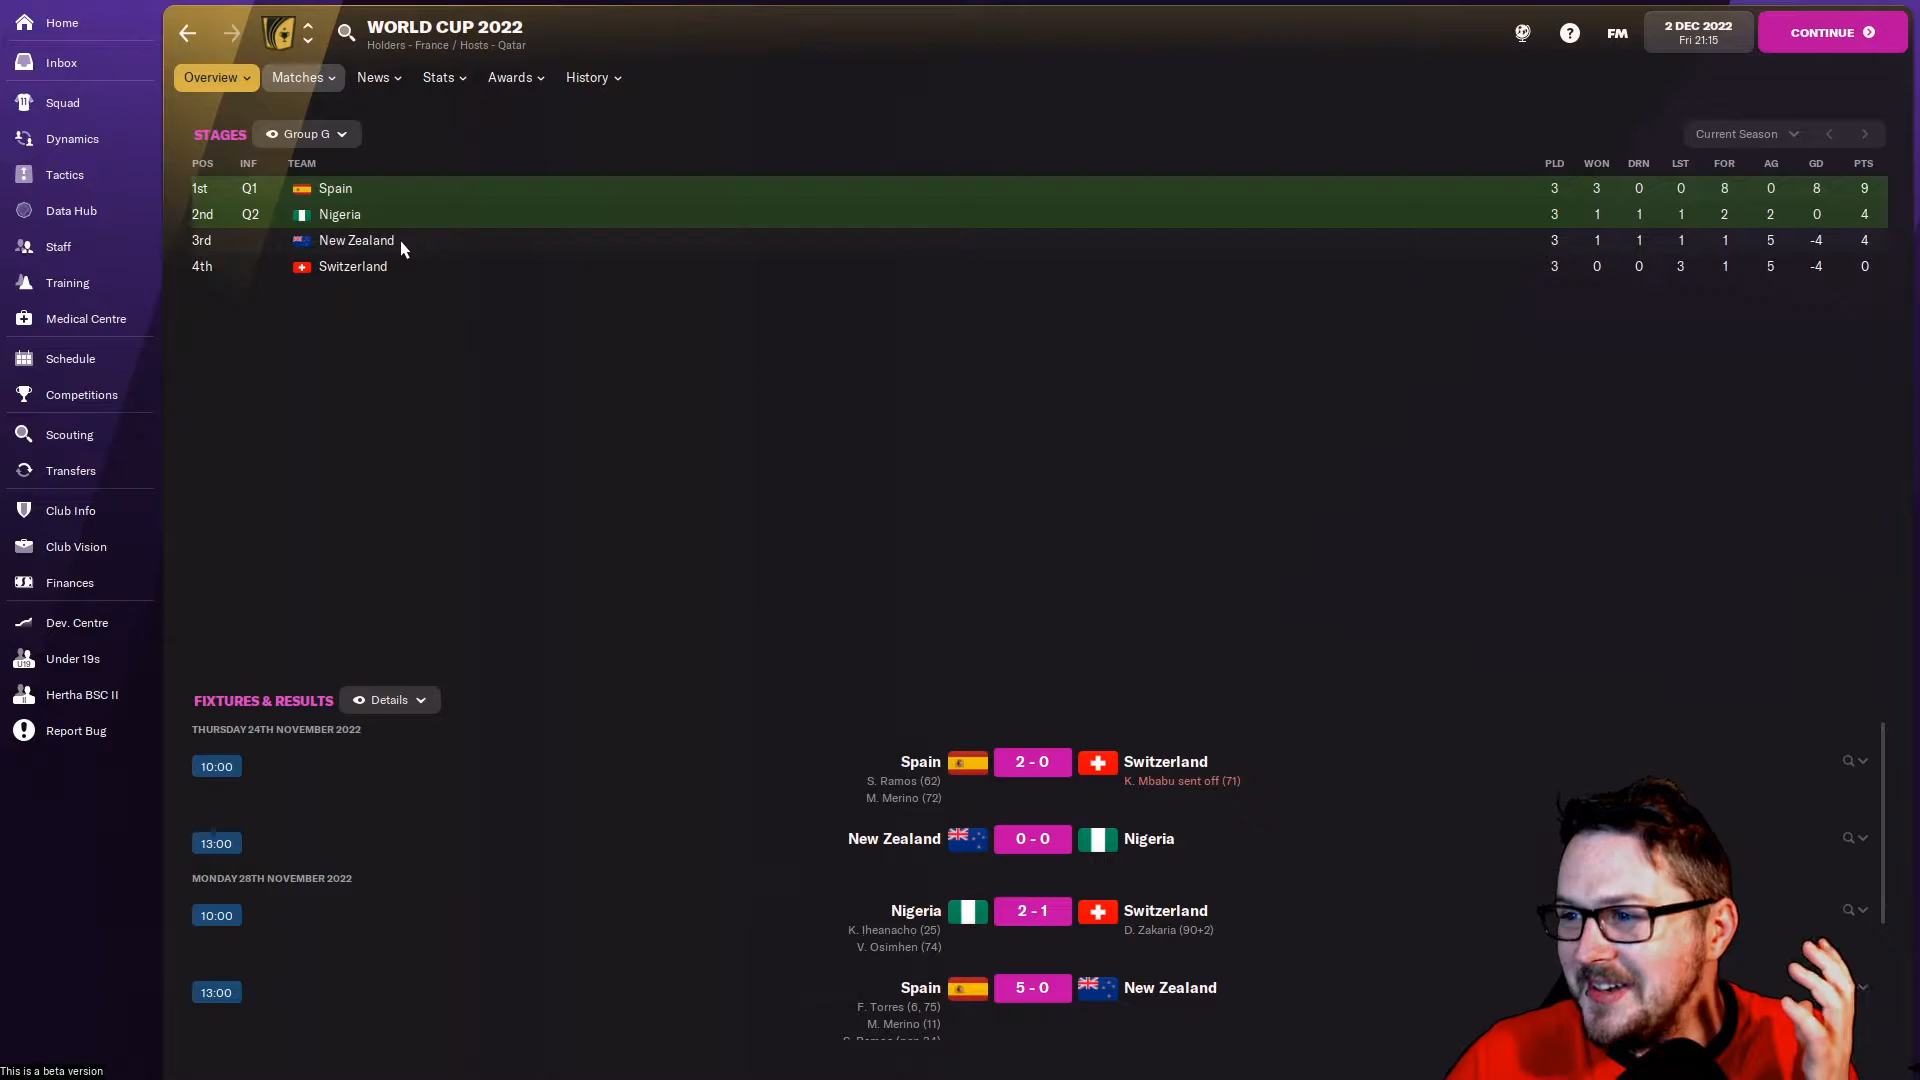 Home
Inbox
Squad
Dynamics
Tactics
Data Hub
Staff
Training
Medical Centre
Schedule
Competitions
Scouting
Transfers
Club Info
Club Vision
Finances
Dev. Centre
Under 19s
Hertha BSC II
Report Bug
This is a beta version
WORLD CUP 2022
Holders - France / Hosts - Qatar
FM
2 DEC 2022
Fri 21:15
CONTINUE
Overview Matches News Stats Awards History
STAGES Group G Current Season
POS INF TEAM PLD WON DRN LST FOR AG GD PTS
1st Q1 Spain 3 3 0 0 8 0 8 9
2nd Q2 Nigeria 3 1 1 1 2 2 0 4
3rd New Zealand 3 1 1 1 1 5 -4 4
4th Switzerland 3 0 0 3 1 5 -4 0
FIXTURES & RESULTS Details
THURSDAY 24TH NOVEMBER 2022
10:00 Spain 2 - 0 Switzerland
S. Ramos (62) K. Mbabu sent off (71)
M. Merino (72)
13:00 New Zealand 0 - 0 Nigeria
MONDAY 28TH NOVEMBER 2022
10:00 Nigeria 2 - 1 Switzerland
K. Iheanacho (25) D. Zakaria (90+2)
V. Osimhen (74)
13:00 Spain 5 - 0 New Zealand
F. Torres (6, 75)
M. Merino (11)